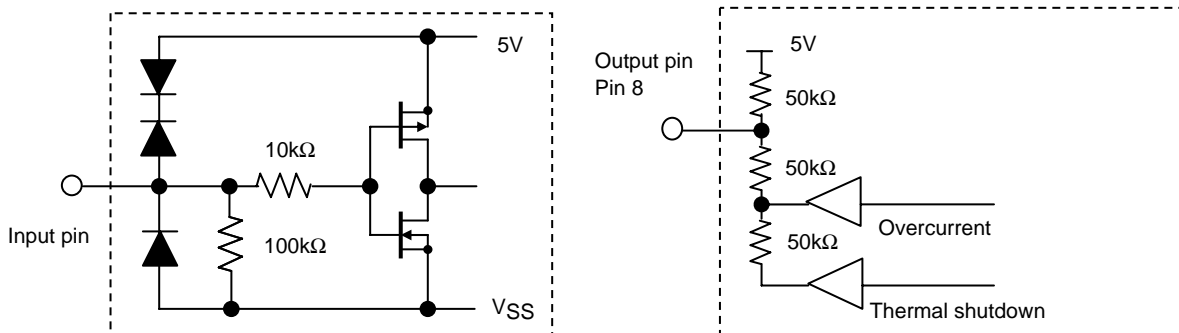 5V
10kΩ
Input pin
100kΩ
VSS
Output pin
Pin 8
5V
50kΩ
50kΩ
Overcurrent
50kΩ
Thermal shutdown